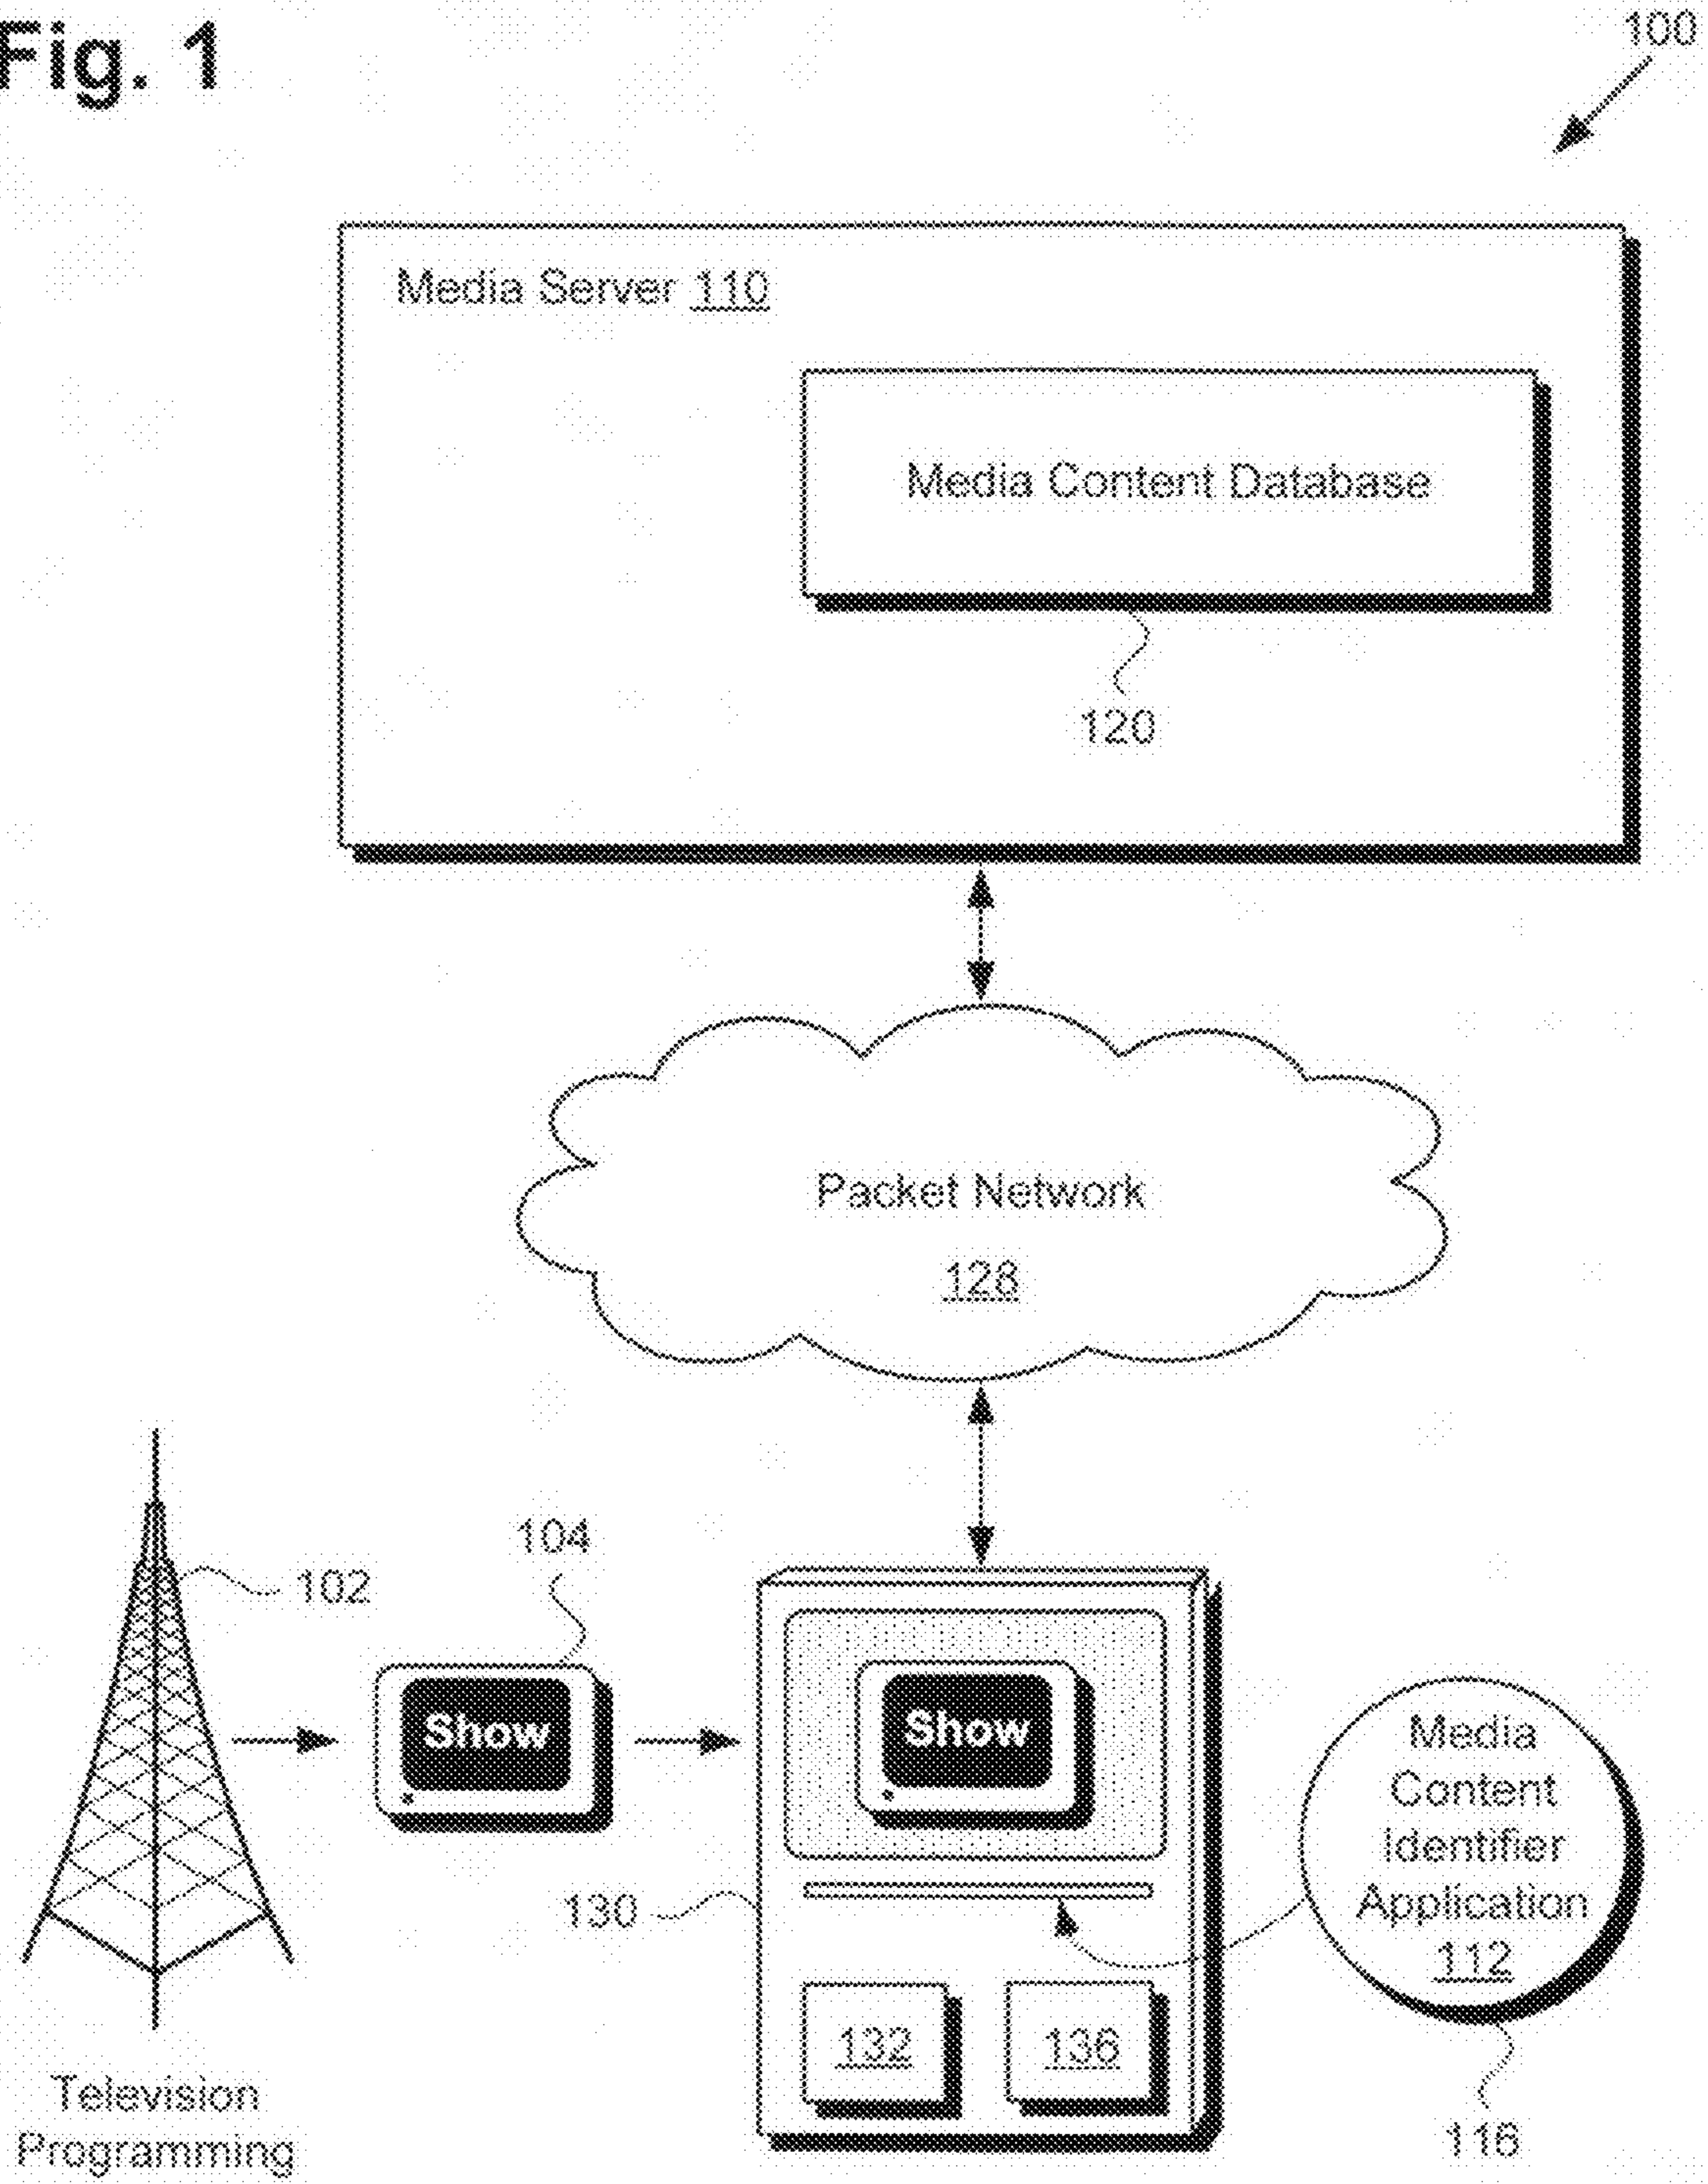 Fig. 1
100
Media Server 110
Media Content Database
120
Packet Network
128
104
102
Show
Show
130
Media
Content
Identifier
Application
112
132
136
116
Television
Programming